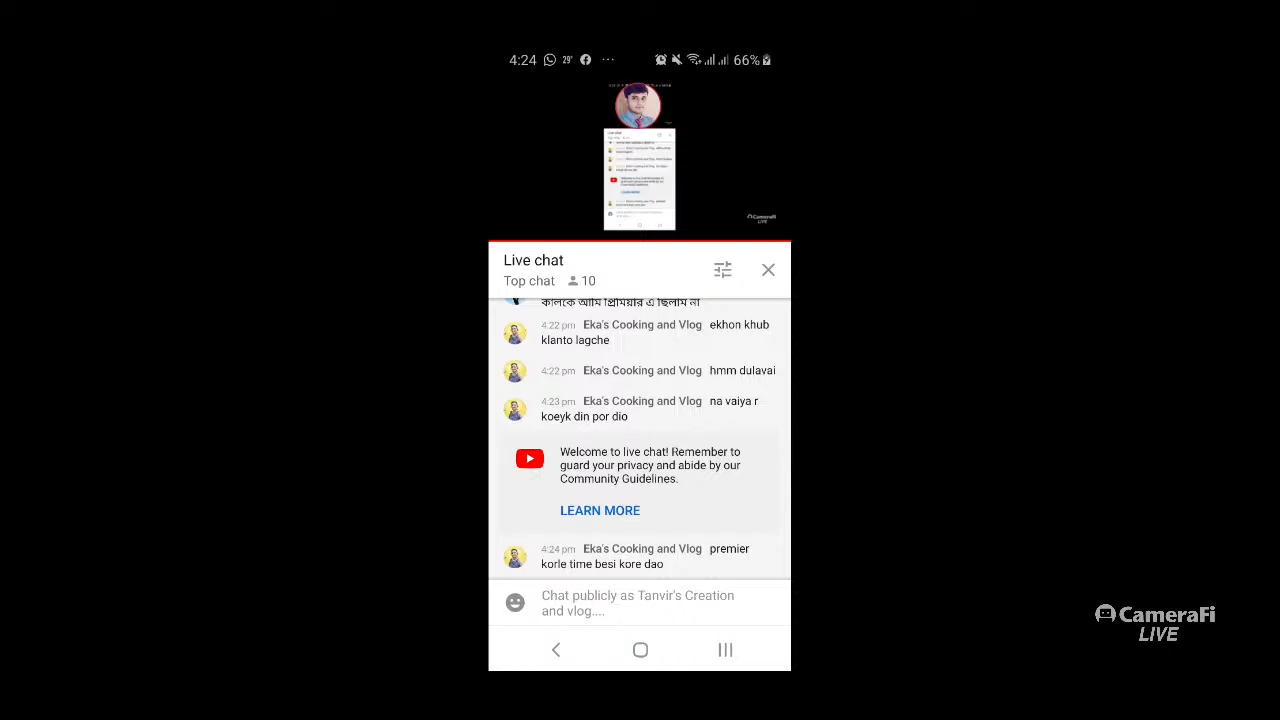 4:24 29° ... 66%
CameraFi
LIVE
Live chat
Top chat 10
কালকে আমি প্রিমিয়ার এ ছিলাম না
4:22 pm Eka's Cooking and Vlog ekhon khub
klanto lagche
4:22 pm Eka's Cooking and Vlog hmm dulavai
4:23 pm Eka's Cooking and Vlog na vaiya r
koeyk din por dio
Welcome to live chat! Remember to
guard your privacy and abide by our
Community Guidelines.
LEARN MORE
4:24 pm Eka's Cooking and Vlog premier
korle time besi kore dao
Chat publicly as Tanvir's Creation
and vlog....
CameraFi
LIVE